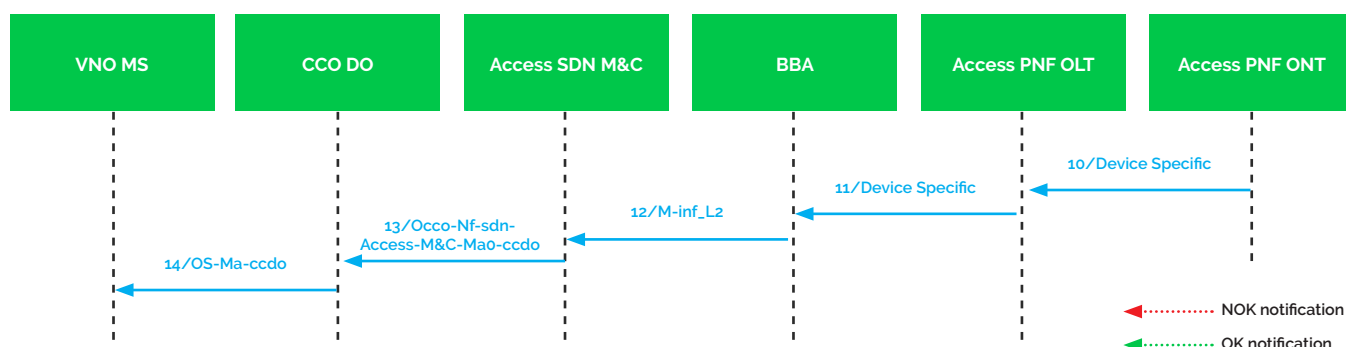 VNO MS
CCO DO
Access SDN M&C
BBA
Access PNF OLT
Access PNF ONT
10/Device Specific
11/Device Specific
12/M-inf_L2
13/Occo-Nf-sdn-
Access-M&C-Ma0-ccdo
14/OS-Ma-ccdo
NOK notification
OK notification